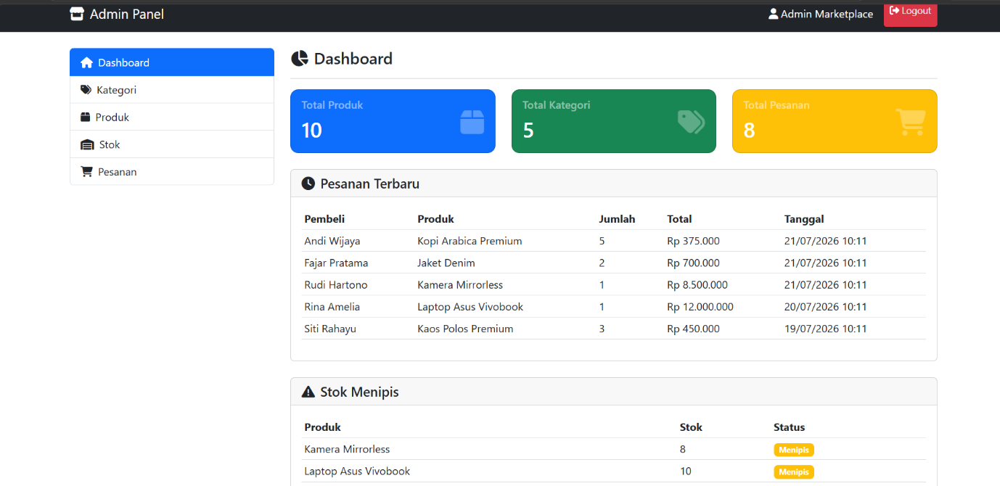 Admin Panel
Admin Marketplace
Logout
Dashboard
Kategori
Produk
Stok
Pesanan
Dashboard
Total Produk
10
Total Kategori
5
Total Pesanan
8
Pesanan Terbaru
Pembeli Produk Jumlah Total Tanggal
Andi Wijaya Kopi Arabica Premium 5 Rp 375.000 21/07/2026 10:11
Fajar Pratama Jaket Denim 2 Rp 700.000 21/07/2026 10:11
Rudi Hartono Kamera Mirrorless 1 Rp 8.500.000 21/07/2026 10:11
Rina Amelia Laptop Asus Vivobook 1 Rp 12.000.000 20/07/2026 10:11
Siti Rahayu Kaos Polos Premium 3 Rp 450.000 19/07/2026 10:11
Stok Menipis
Produk Stok Status
Kamera Mirrorless 8 Menipis
Laptop Asus Vivobook 10 Menipis